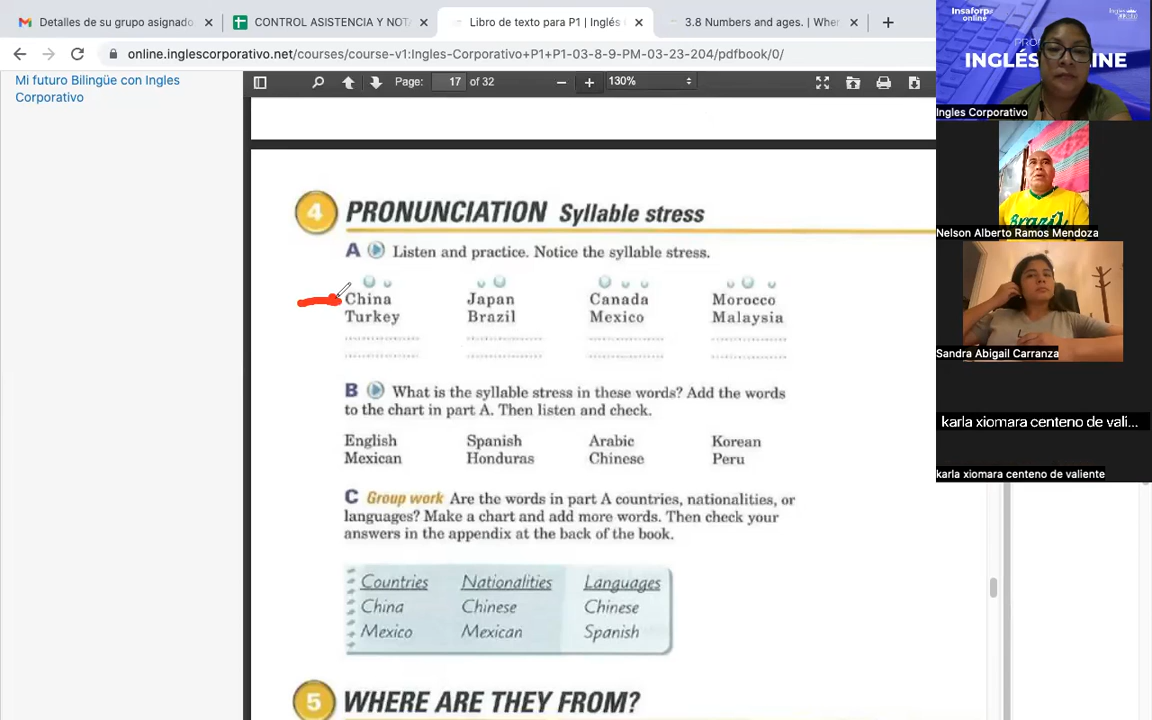 Detalles de su grupo asignado
CONTROL ASISTENCIA Y NOTA
Libro de texto para P1 | Inglés
3.8 Numbers and ages. | Wher
online.inglescorporativo.net/courses/course-v1:Ingles-Corporativo+P1+P1-03-8-9-PM-03-23-204/pdfbook/0/
Mi futuro Bilingüe con Ingles
Corporativo
Page: 17 of 32 130%
4 PRONUNCIATION Syllable stress
A Listen and practice. Notice the syllable stress.
China Japan Canada Morocco
Turkey Brazil Mexico Malaysia
B What is the syllable stress in these words? Add the words
to the chart in part A. Then listen and check.
English Spanish Arabic Korean
Mexican Honduras Chinese Peru
C Group work Are the words in part A countries, nationalities, or
languages? Make a chart and add more words. Then check your
answers in the appendix at the back of the book.
Countries Nationalities Languages
China Chinese Chinese
Mexico Mexican Spanish
5 WHERE ARE THEY FROM?
Insaforp
online
INGLÉS ONLINE
Ingles Corporativo
Brazil
Nelson Alberto Ramos Mendoza
Sandra Abigail Carranza
karla xiomara centeno de vali...
karla xiomara centeno de valiente